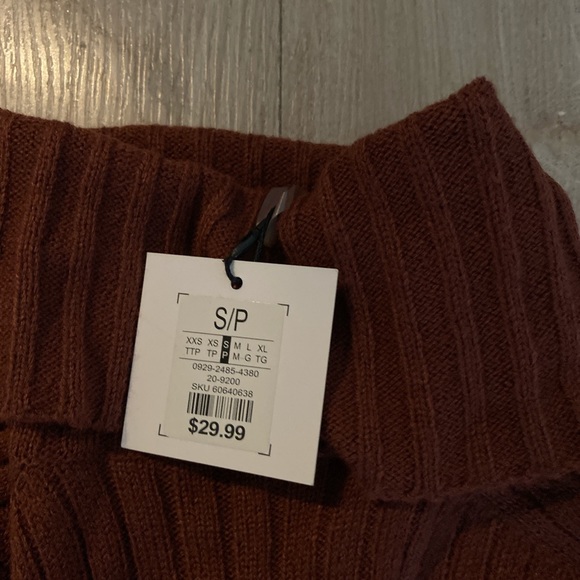 S/P
XXS XS S M L XL
TTP TP P M G TG
0929-2485-4380
20-9200
SKU 60640638
$29.99